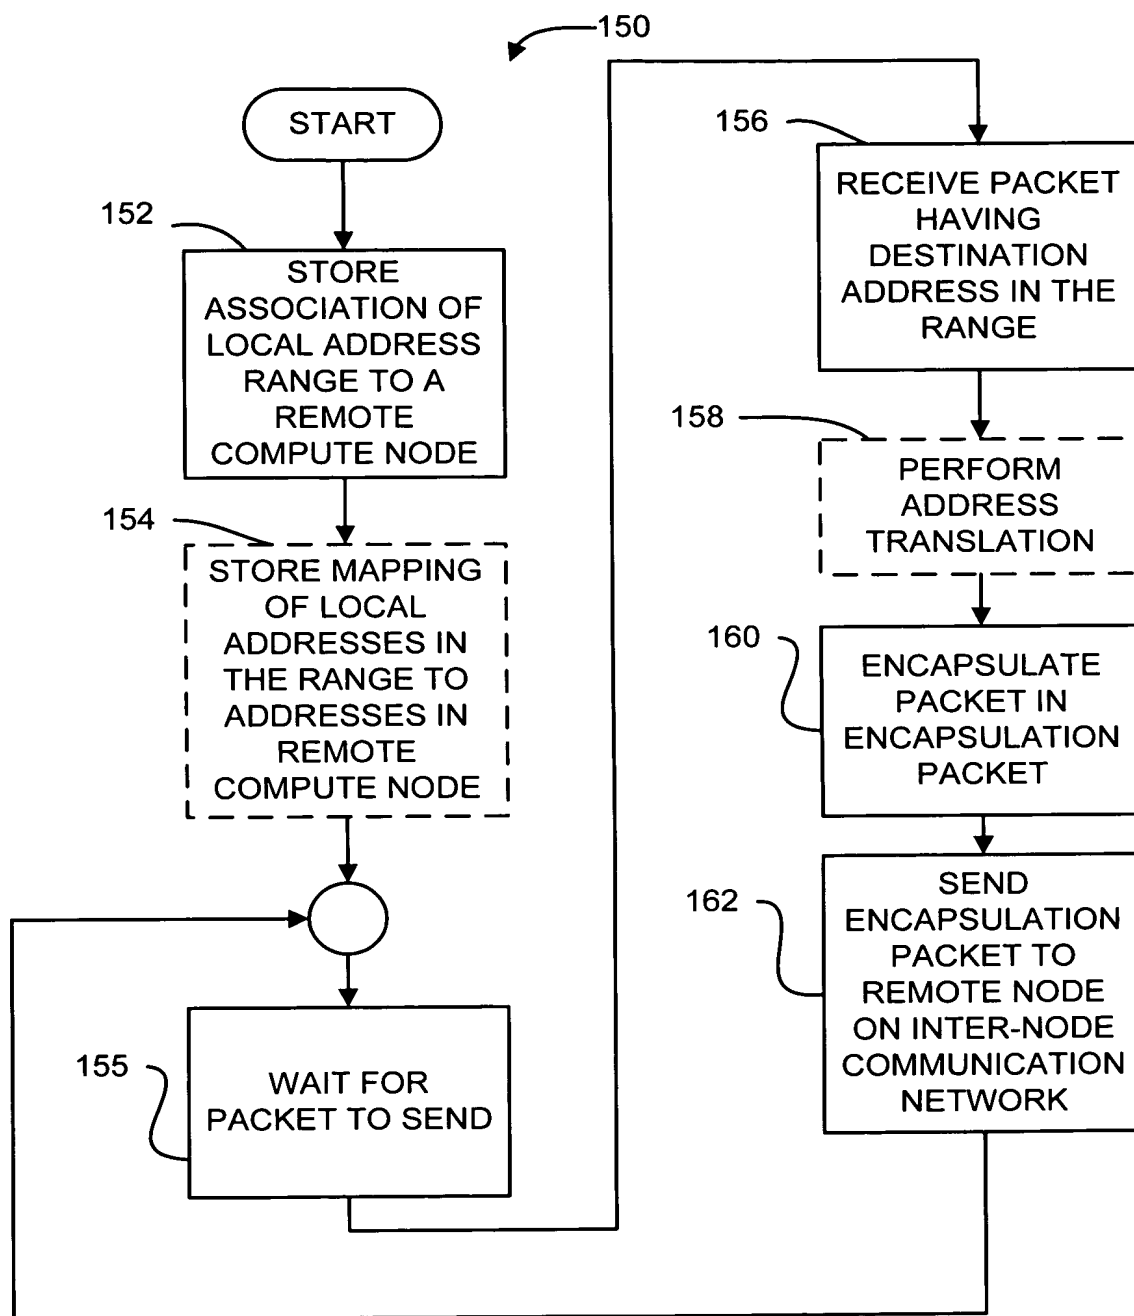 150
START
152
STORE
ASSOCIATION OF
LOCAL ADDRESS
RANGE TO A
REMOTE
COMPUTE NODE
154
STORE MAPPING
OF LOCAL
ADDRESSES IN
THE RANGE TO
ADDRESSES IN
REMOTE
COMPUTE NODE
155
WAIT FOR
PACKET TO SEND
156
RECEIVE PACKET
HAVING
DESTINATION
ADDRESS IN THE
RANGE
158
PERFORM
ADDRESS
TRANSLATION
160
ENCAPSULATE
PACKET IN
ENCAPSULATION
PACKET
162
SEND
ENCAPSULATION
PACKET TO
REMOTE NODE
ON INTER-NODE
COMMUNICATION
NETWORK